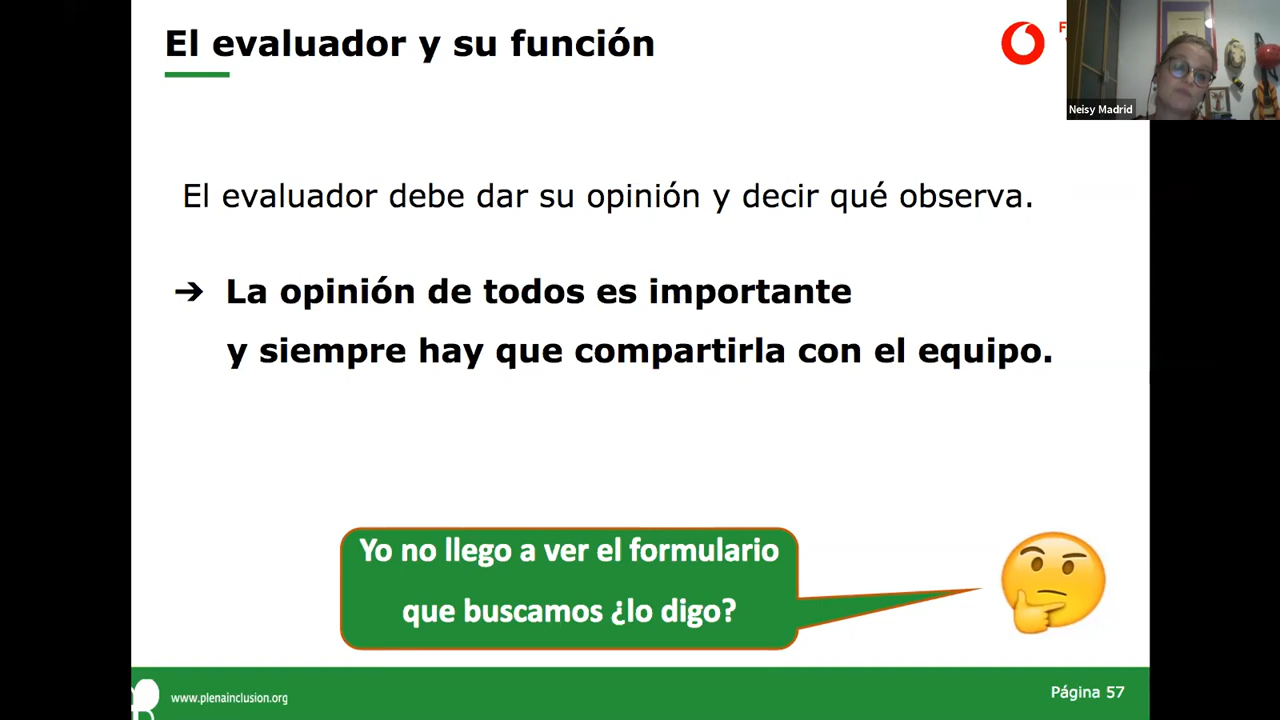 El evaluador y su función
Neisy Madrid
El evaluador debe dar su opinión y decir qué observa.
➔ La opinión de todos es importante
y siempre hay que compartirla con el equipo.
Yo no llego a ver el formulario
que buscamos ¿lo digo?
www.plenainclusion.org
Página 57